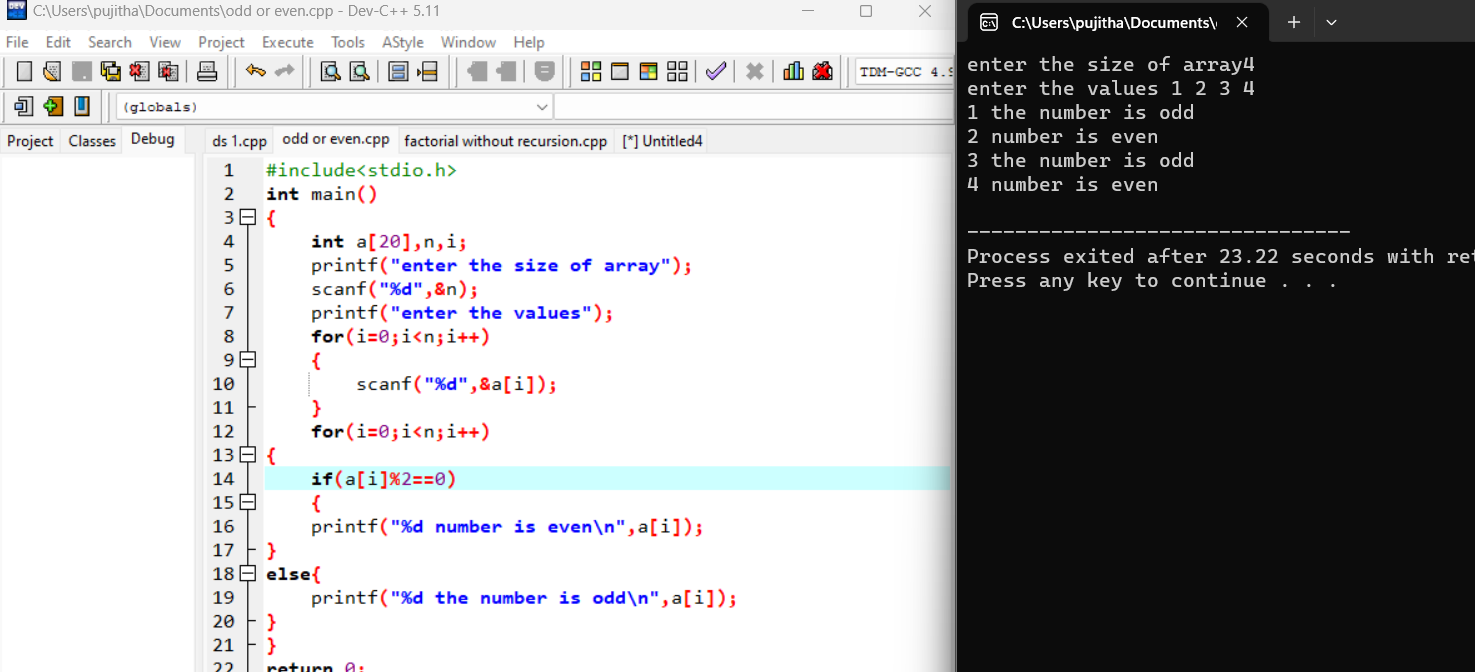 C:\Users\pujitha\Documents\odd or even.cpp - Dev-C++ 5.11
File Edit Search View Project Execute Tools AStyle Window Help
TDM-GCC 4.9
(globals)
Project Classes Debug
ds 1.cpp odd or even.cpp factorial without recursion.cpp [*] Untitled4
1 #include<stdio.h>
2 int main()
3 {
4 int a[20],n,i;
5 printf("enter the size of array");
6 scanf("%d",&n);
7 printf("enter the values");
8 for(i=0;i<n;i++)
9 {
10 scanf("%d",&a[i]);
11 }
12 for(i=0;i<n;i++)
13 {
14 if(a[i]%2==0)
15 {
16 printf("%d number is even\n",a[i]);
17 }
18 else{
19 printf("%d the number is odd\n",a[i]);
20 }
21 }
22 return 0;
C:\Users\pujitha\Documents\
enter the size of array4
enter the values 1 2 3 4
1 the number is odd
2 number is even
3 the number is odd
4 number is even
--------------------------------
Process exited after 23.22 seconds with ret
Press any key to continue . . .